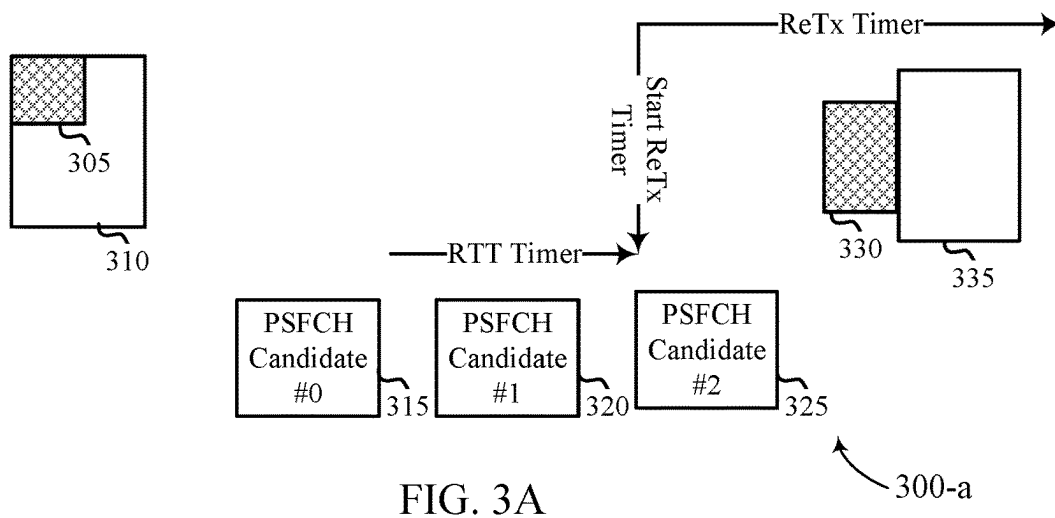 ReTx Timer
Start ReTx
Timer
305
310
330
335
RTT Timer
PSFCH
Candidate
#0
315
PSFCH
Candidate
#1
320
PSFCH
Candidate
#2
325
300-a
FIG. 3A